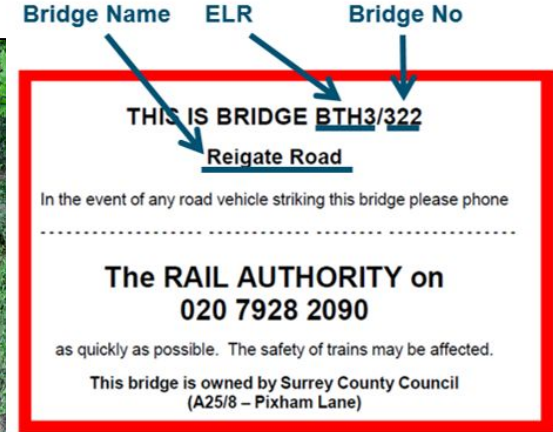 Bridge Name ELR Bridge No
THIS IS BRIDGE BTH3/322
Reigate Road
In the event of any road vehicle striking this bridge please phone
The RAIL AUTHORITY on
020 7928 2090
as quickly as possible. The safety of trains may be affected.
This bridge is owned by Surrey County Council
(A25/8 – Pixham Lane)